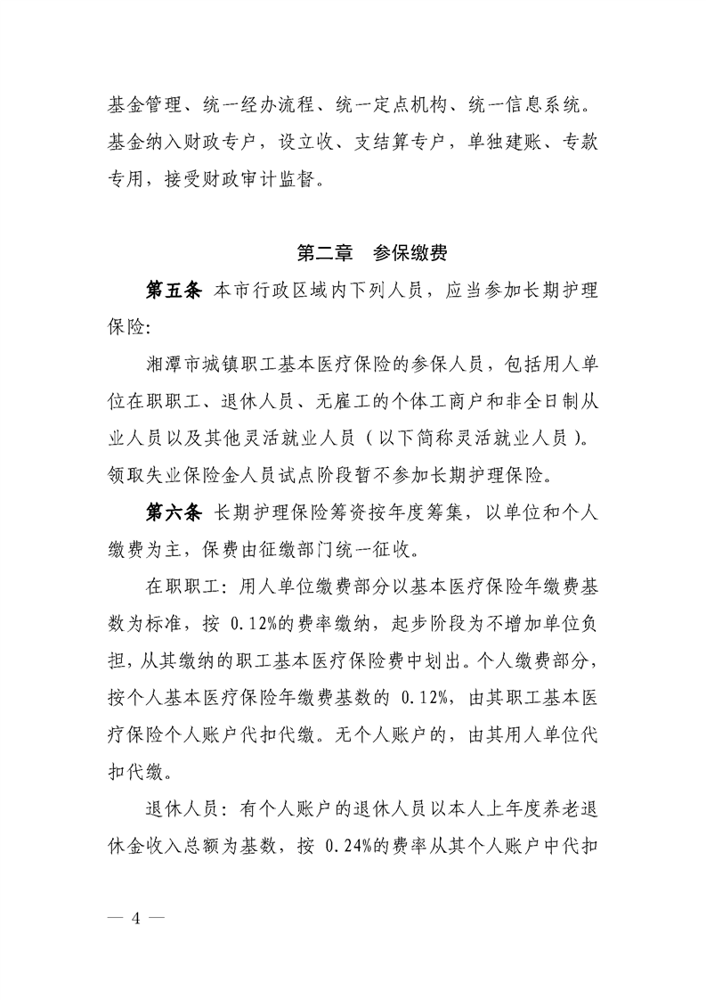 基金管理、统一经办流程、统一定点机构、统一信息系统。
基金纳入财政专户，设立收、支结算专户，单独建账、专款
专用，接受财政审计监督。
第二章　参保缴费
第五条 本市行政区域内下列人员，应当参加长期护理
保险：
湘潭市城镇职工基本医疗保险的参保人员，包括用人单
位在职职工、退休人员、无雇工的个体工商户和非全日制从
业人员以及其他灵活就业人员（以下简称灵活就业人员）。
领取失业保险金人员试点阶段暂不参加长期护理保险。
第六条 长期护理保险筹资按年度筹集，以单位和个人
缴费为主，保费由征缴部门统一征收。
在职职工：用人单位缴费部分以基本医疗保险年缴费基
数为标准，按 0.12%的费率缴纳，起步阶段为不增加单位负
担，从其缴纳的职工基本医疗保险费中划出。个人缴费部分，
按个人基本医疗保险年缴费基数的 0.12%，由其职工基本医
疗保险个人账户代扣代缴。无个人账户的，由其用人单位代
扣代缴。
退休人员：有个人账户的退休人员以本人上年度养老退
休金收入总额为基数，按 0.24%的费率从其个人账户中代扣
— 4 —